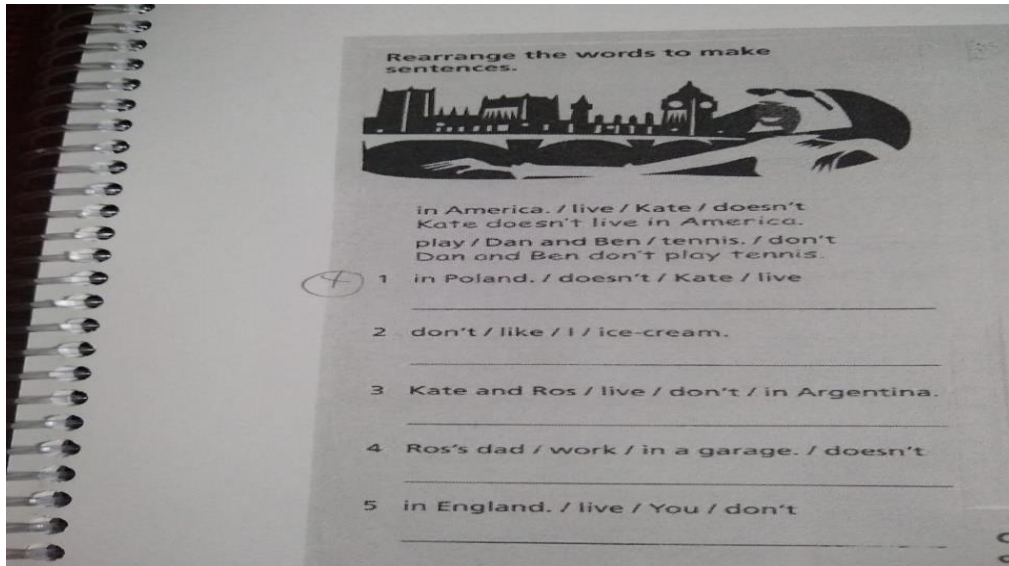 Rearrange the words to make
sentences.
in America. / live / Kate / doesn't
Kate doesn't live in America.
play / Dan and Ben / tennis. / don't
Dan and Ben don't play tennis.
1 in Poland. / doesn't / Kate / live
2 don't / like / I / ice-cream.
3 Kate and Ros / live / don't / in Argentina.
4 Ros's dad / work / in a garage. / doesn't
5 in England. / live / You / don't